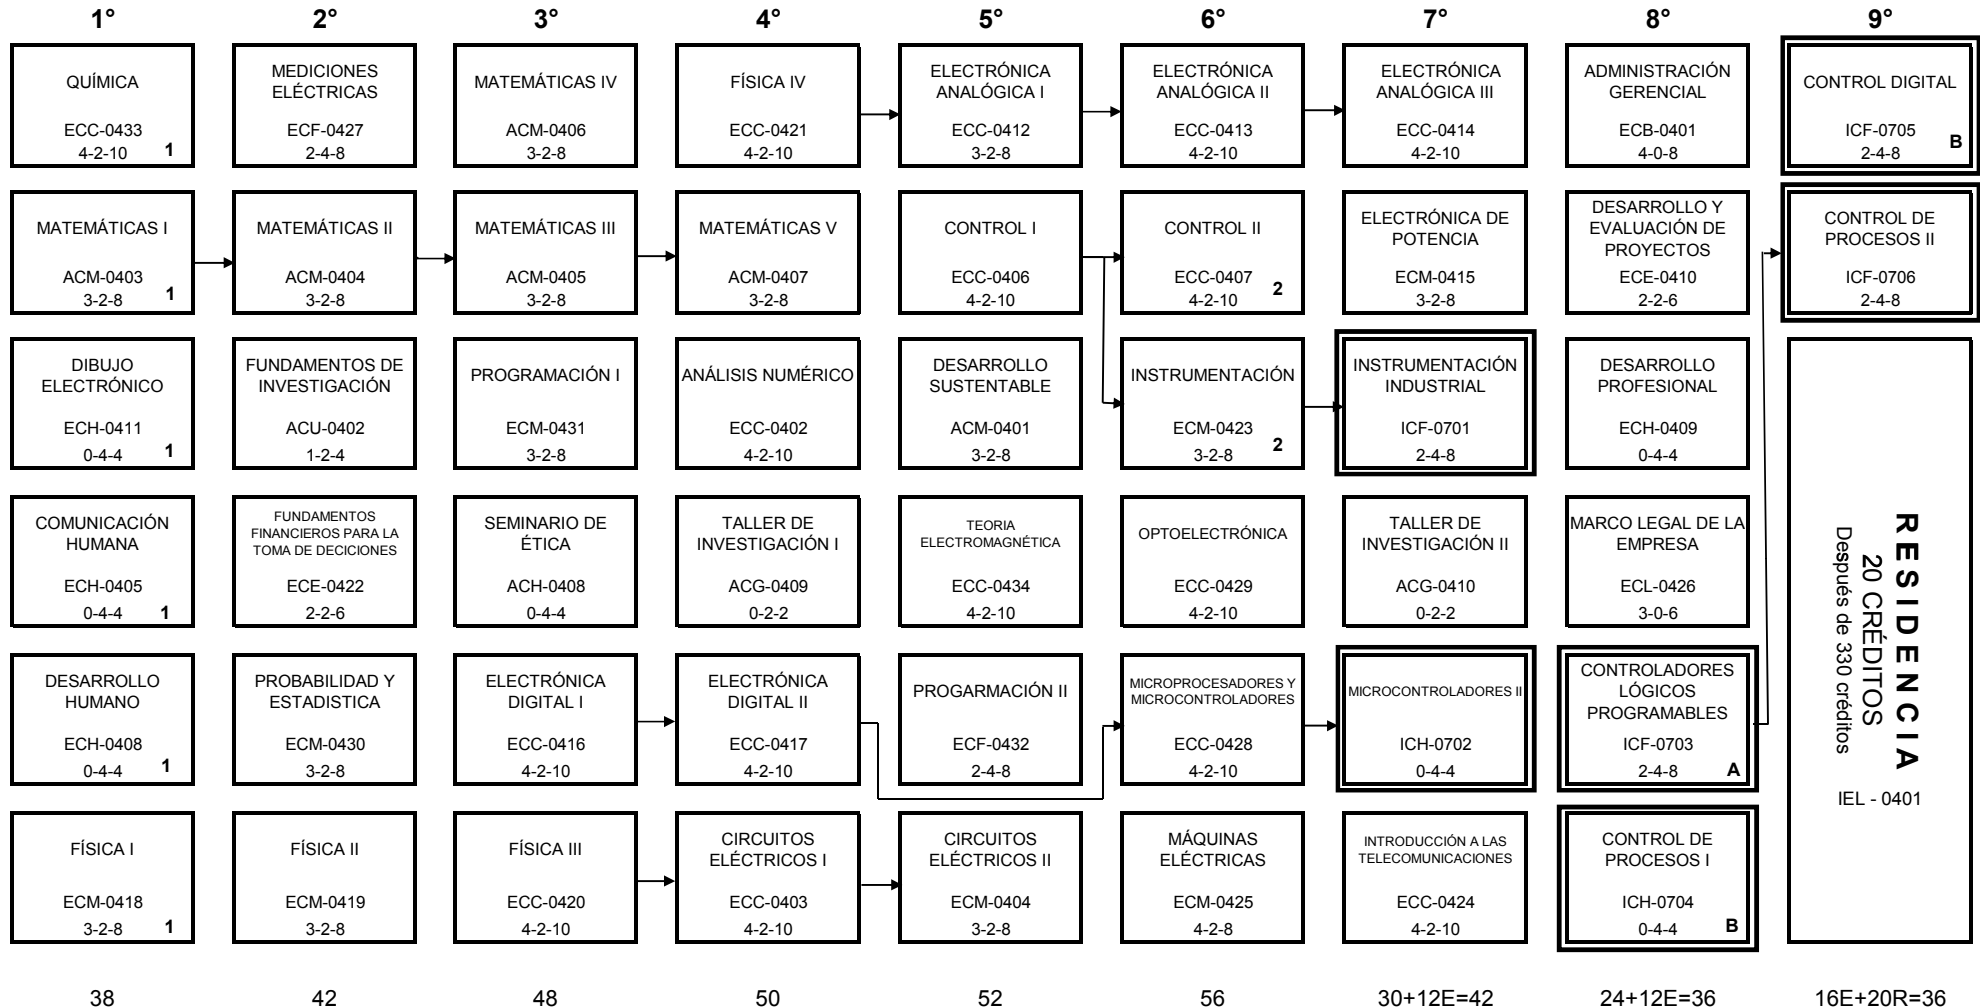 1°
2°
3°
4°
5°
6°
7°
8°
9°
QUÍMICA
ECC-0433
4-2-10 1
MATEMÁTICAS I
ACM-0403
3-2-8 1
DIBUJO
ELECTRÓNICO
ECH-0411
0-4-4 1
COMUNICACIÓN
HUMANA
ECH-0405
0-4-4 1
DESARROLLO
HUMANO
ECH-0408
0-4-4 1
FÍSICA I
ECM-0418
3-2-8 1
38
MEDICIONES
ELÉCTRICAS
ECF-0427
2-4-8
MATEMÁTICAS II
ACM-0404
3-2-8
FUNDAMENTOS DE
INVESTIGACIÓN
ACU-0402
1-2-4
FUNDAMENTOS
FINANCIEROS PARA LA
TOMA DE DECICIONES
ECE-0422
2-2-6
PROBABILIDAD Y
ESTADISTICA
ECM-0430
3-2-8
FÍSICA II
ECM-0419
3-2-8
42
MATEMÁTICAS IV
ACM-0406
3-2-8
MATEMÁTICAS III
ACM-0405
3-2-8
PROGRAMACIÓN I
ECM-0431
3-2-8
SEMINARIO DE
ÉTICA
ACH-0408
0-4-4
ELECTRÓNICA
DIGITAL I
ECC-0416
4-2-10
FÍSICA III
ECC-0420
4-2-10
48
FÍSICA IV
ECC-0421
4-2-10
MATEMÁTICAS V
ACM-0407
3-2-8
ANÁLISIS NUMÉRICO
ECC-0402
4-2-10
TALLER DE
INVESTIGACIÓN I
ACG-0409
0-2-2
ELECTRÓNICA
DIGITAL II
ECC-0417
4-2-10
CIRCUITOS
ELÉCTRICOS I
ECC-0403
4-2-10
50
ELECTRÓNICA
ANALÓGICA I
ECC-0412
3-2-8
CONTROL I
ECC-0406
4-2-10
DESARROLLO
SUSTENTABLE
ACM-0401
3-2-8
TEORIA
ELECTROMAGNÉTICA
ECC-0434
4-2-10
PROGARMACIÓN II
ECF-0432
2-4-8
CIRCUITOS
ELÉCTRICOS II
ECM-0404
3-2-8
52
ELECTRÓNICA
ANALÓGICA II
ECC-0413
4-2-10
CONTROL II
ECC-0407
4-2-10 2
INSTRUMENTACIÓN
ECM-0423
3-2-8 2
OPTOELECTRÓNICA
ECC-0429
4-2-10
MICROPROCESADORES Y
MICROCONTROLADORES
ECC-0428
4-2-10
MÁQUINAS
ELÉCTRICAS
ECM-0425
4-2-8
56
ELECTRÓNICA
ANALÓGICA III
ECC-0414
4-2-10
ELECTRÓNICA DE
POTENCIA
ECM-0415
3-2-8
INSTRUMENTACIÓN
INDUSTRIAL
ICF-0701
2-4-8
TALLER DE
INVESTIGACIÓN II
ACG-0410
0-2-2
MICROCONTROLADORES II
ICH-0702
0-4-4
INTRODUCCIÓN A LAS
TELECOMUNICACIONES
ECC-0424
4-2-10
30+12E=42
ADMINISTRACIÓN
GERENCIAL
ECB-0401
4-0-8
DESARROLLO Y
EVALUACIÓN DE
PROYECTOS
ECE-0410
2-2-6
DESARROLLO
PROFESIONAL
ECH-0409
0-4-4
MARCO LEGAL DE LA
EMPRESA
ECL-0426
3-0-6
CONTROLADORES
LÓGICOS
PROGRAMABLES
ICF-0703
2-4-8 A
CONTROL DE
PROCESOS I
ICH-0704
0-4-4 B
24+12E=36
CONTROL DIGITAL
ICF-0705
2-4-8 B
CONTROL DE
PROCESOS II
ICF-0706
2-4-8
RESIDENCIA
20 CRÉDITOS
Después de 330 créditos
IEL - 0401
16E+20R=36